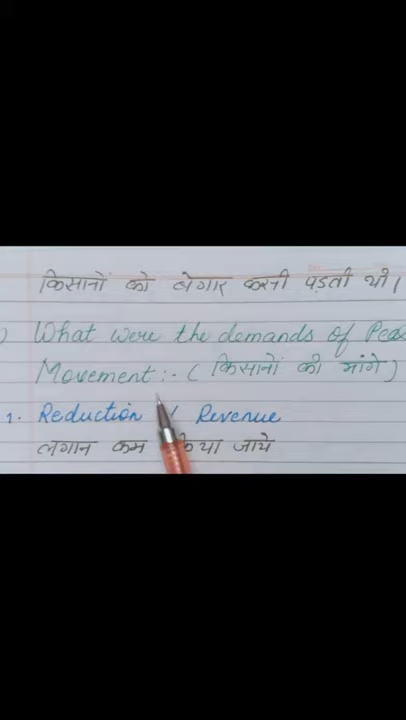 किसानों को बेगार करनी पड़ती थी।
What were the demands of
Movement :- ( किसानों की मांगे )
1. Reduction Revenue
लगान कम किया जाये